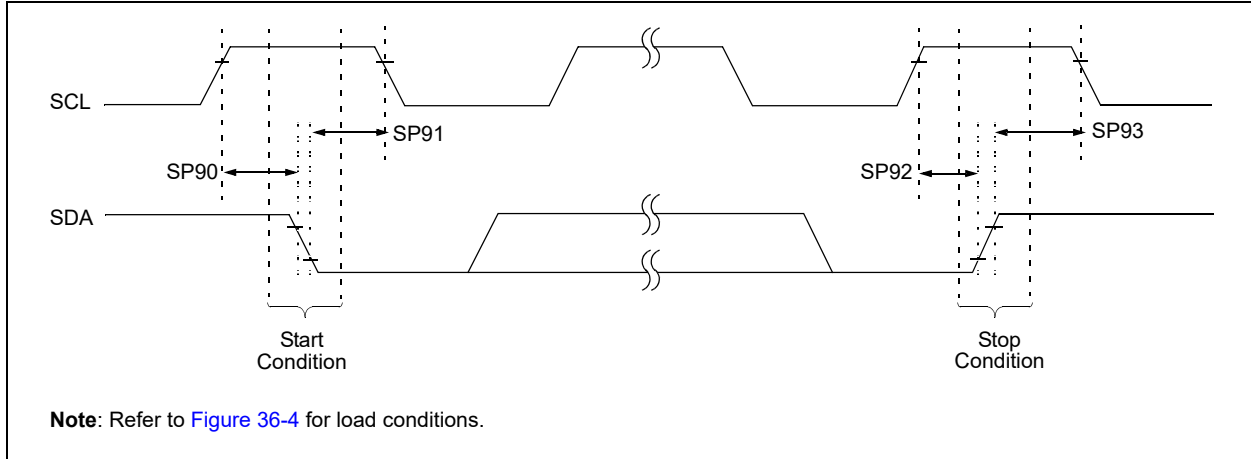 SCL
SP91
SP93
SP90
SP92
SDA
Start
Condition
Stop
Condition
Note: Refer to Figure 36-4 for load conditions.